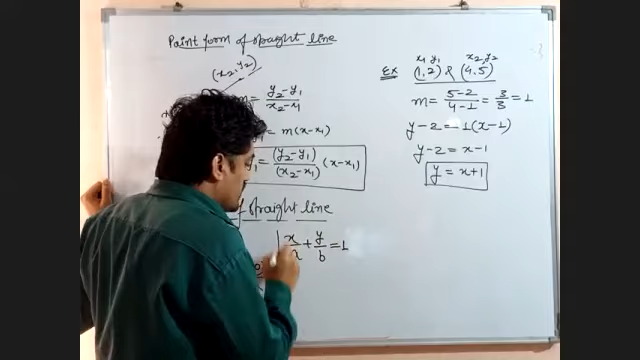 Point form of straight line
(x₂,y₂)
m = y₂-y₁/x₂-x₁
m(x-x₁)
= (y₂-y₁)/(x₂-x₁) (x-x₁)
of straight line
x/a + y/b = 1
x₁ y₁ x₂,y₂
Ex (1,2) & (4.5)
m = 5-2/4-1 = 3/3 = 1
y-2 = 1(x-1)
y-2 = x-1
y = x+1